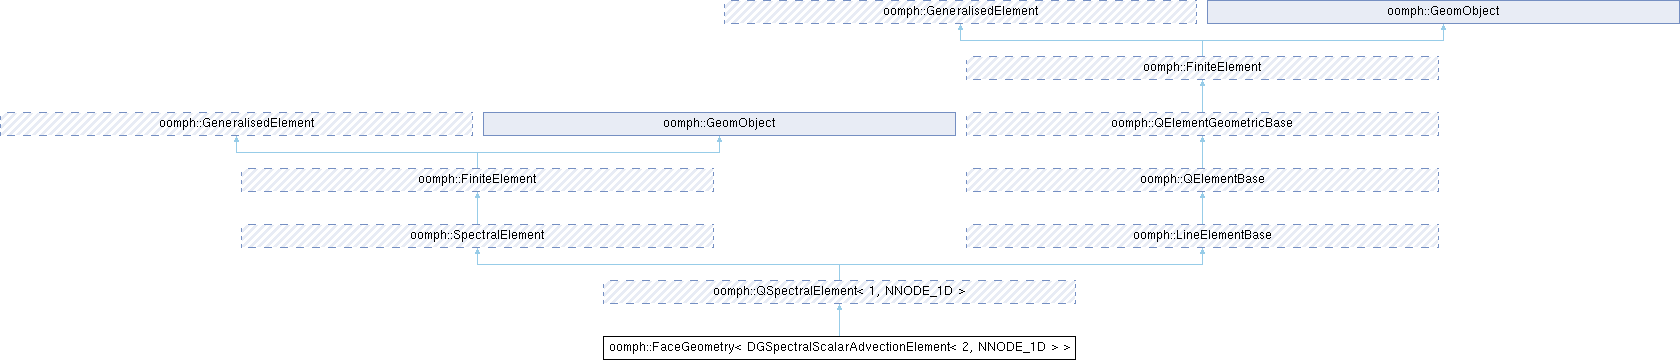 oomph::GeneralisedElement
oomph::GeomObject
oomph::FiniteElement
oomph::GeneralisedElement
oomph::GeomObject
oomph::QElementGeometricBase
oomph::FiniteElement
oomph::QElementBase
oomph::SpectralElement
oomph::LineElementBase
oomph::QSpectralElement< 1, NNODE_1D >
oomph::FaceGeometry< DGSpectralScalarAdvectionElement< 2, NNODE_1D > >